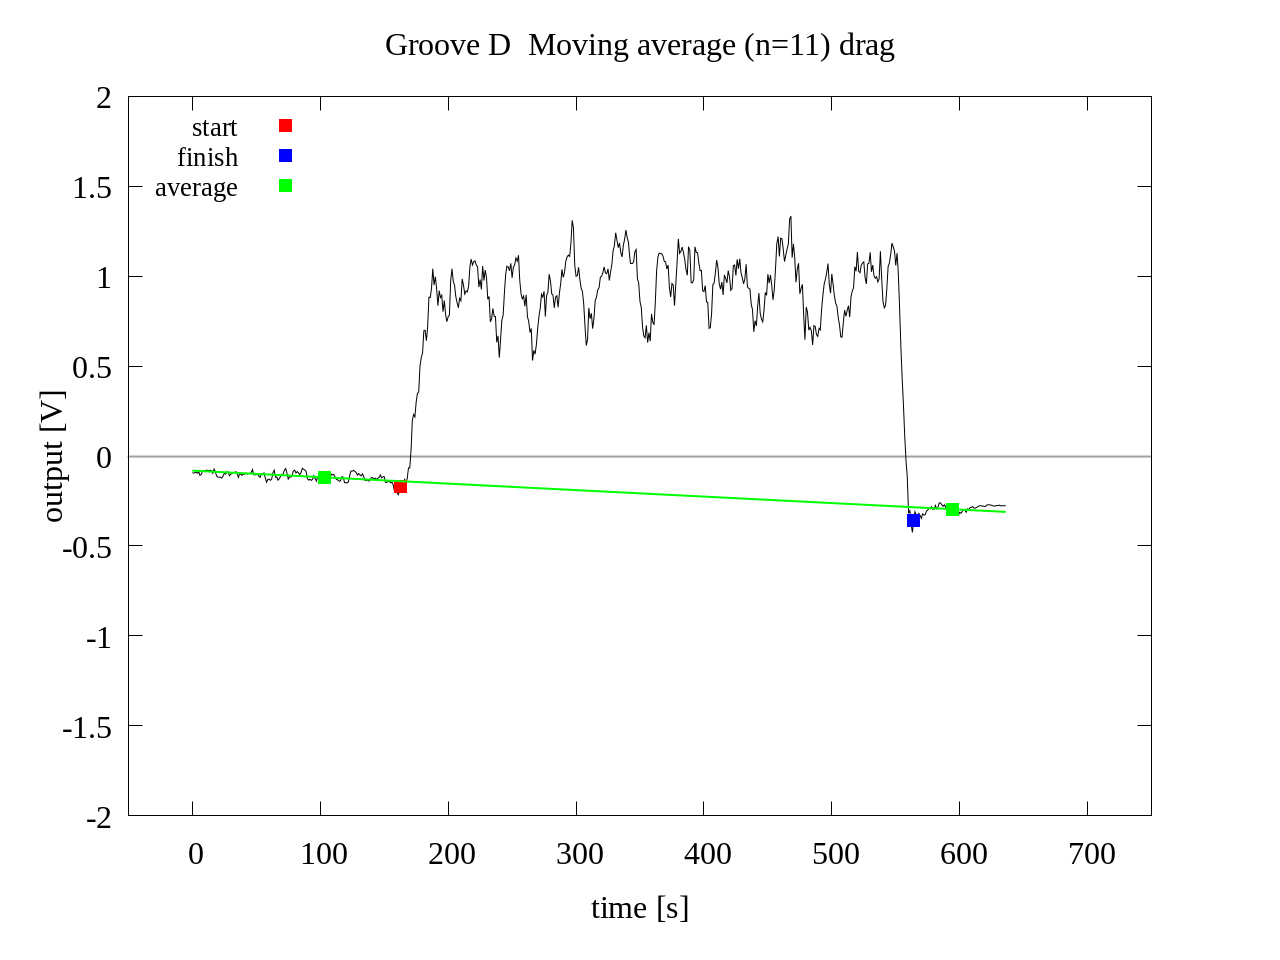 Groove D  Moving average (n=11) drag
2
1.5
1
0.5
0
-0.5
-1
-1.5
-2
output [V]
start
finish
average
0 100 200 300 400 500 600 700
time [s]